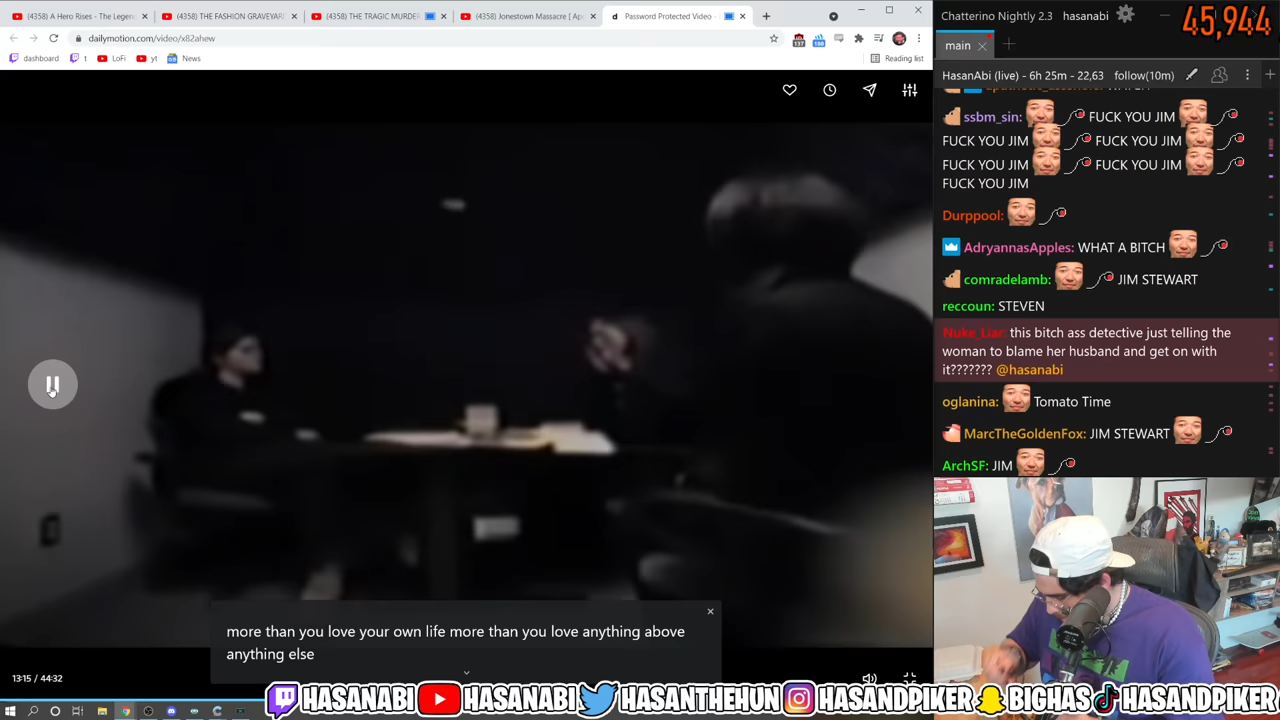 (4358) A Hero Rises - The Legen
(4358) THE FASHION GRAVEYAR
(4358) THE TRAGIC MURDER
(4358) Jonestown Massacre [ Ap
Password Protected Video -
dailymotion.com/video/x82ahew
137
198
dashboard
t
LoFi
yt
News
Reading list
Chatterino Nightly 2.3
hasanabi
45,944
main
HasanAbi (live) - 6h 25m - 22,63
follow(10m)
ssbm_sin: FUCK YOU JIM
FUCK YOU JIM FUCK YOU JIM
FUCK YOU JIM FUCK YOU JIM
FUCK YOU JIM
Durppool:
AdryannasApples: WHAT A BITCH
comradelamb: JIM STEWART
reccoun: STEVEN
Nuke_Liar: this bitch ass detective just telling the
woman to blame her husband and get on with
it??????? @hasanabi
oglanina: Tomato Time
MarcTheGoldenFox: JIM STEWART
ArchSF: JIM
more than you love your own life more than you love anything above
anything else
13:15 / 44:32
HASANABI HASANABI HASANTHEHUN HASANDPIKER BIGHAS HASANDPIKER